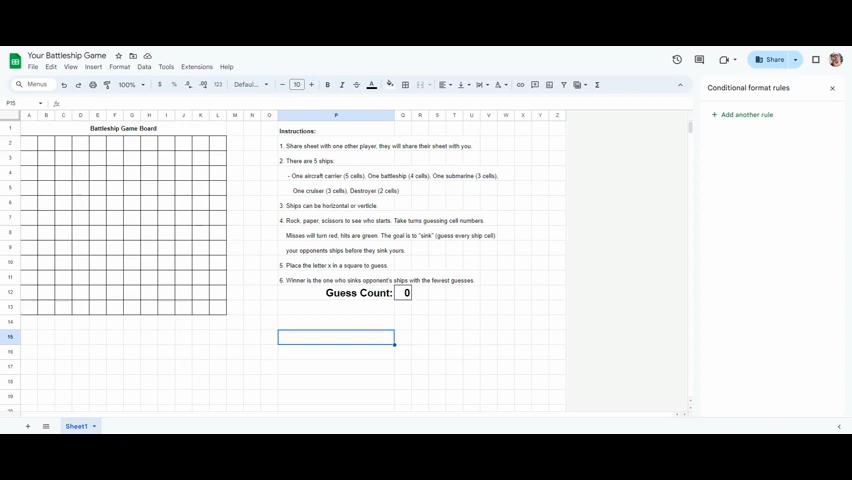 Your Battleship Game
File Edit View Insert Format Data Tools Extensions Help
Share
Menus 100% $ % .0 .00 123 Defaul... 10 B I A Σ
Conditional format rules
P15 fx
Add another rule
A B C D E F G H I J K L M N O P Q R S T U V W X Y Z
1 Battleship Game Board Instructions:
2 1. Share sheet with one other player, they will share their sheet with you.
3 2. There are 5 ships:
4 - One aircraft carrier (5 cells), One battleship (4 cells), One submarine (3 cells),
5 One cruiser (3 cells), Destroyer (2 cells)
6 3. Ships can be horizontal or verticle.
7 4. Rock, paper, scissors to see who starts. Take turns guessing cell numbers.
8 Misses will turn red, hits are green. The goal is to "sink" (guess every ship cell)
9 your opponents ships before they sink yours.
10 5. Place the letter x in a square to guess.
11 6. Winner is the one who sinks opponent's ships with the fewest guesses.
12 Guess Count: 0
13
14
15
16
17
18
19
Sheet1